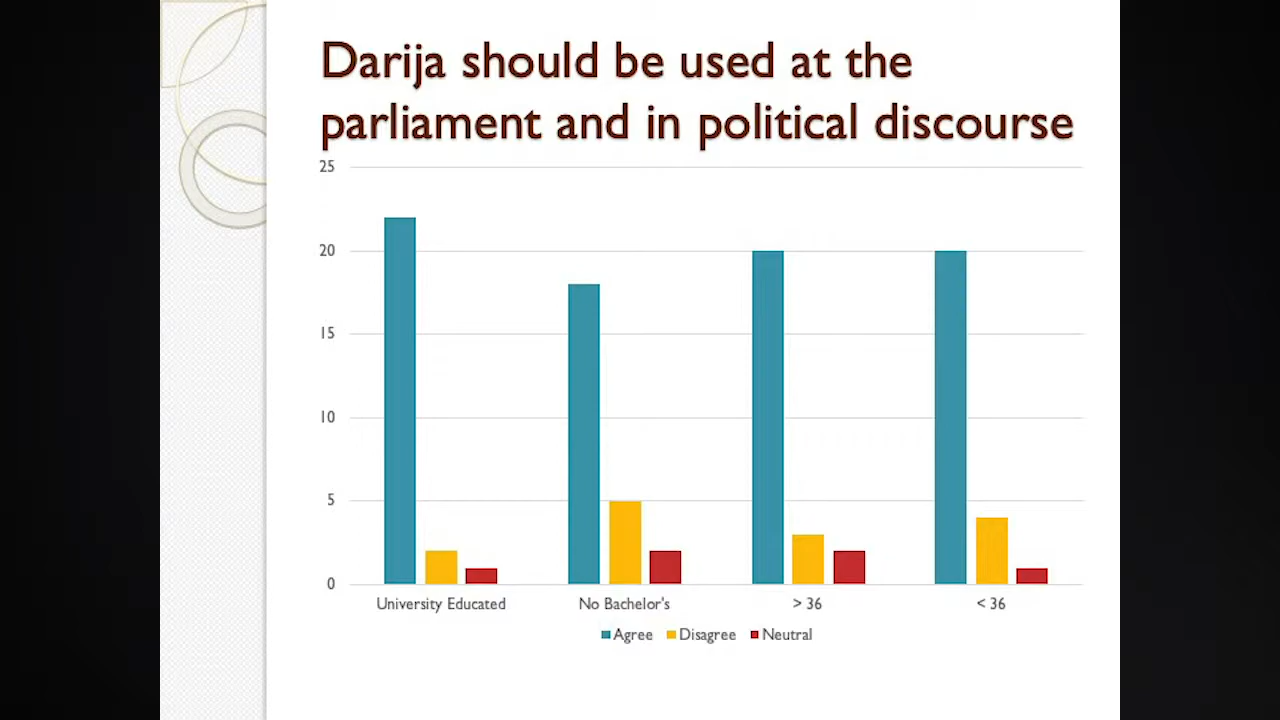 Darija should be used at the
parliament and in political discourse
25
20
15
10
5
0
University Educated No Bachelor's > 36 < 36
Agree Disagree Neutral